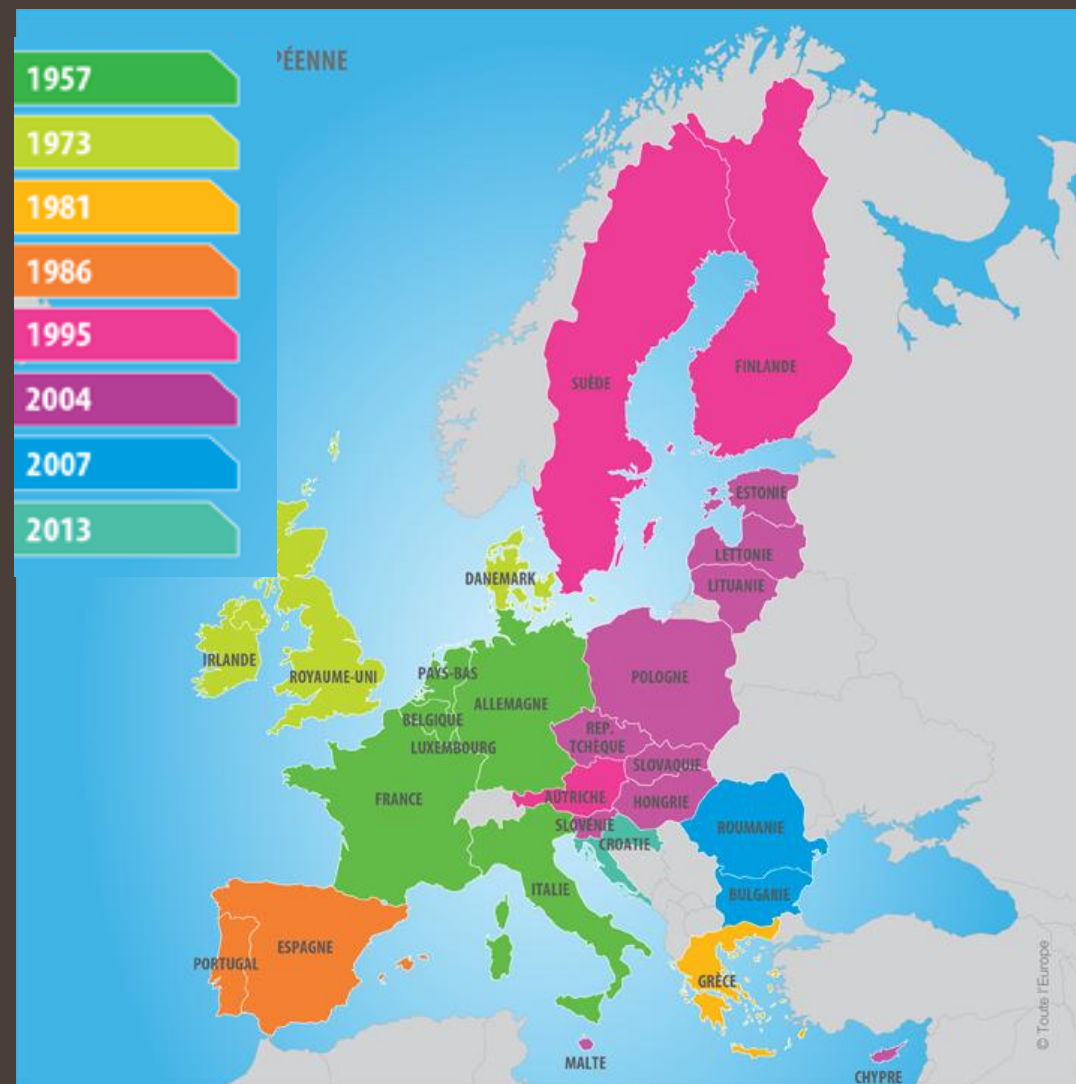 PÉENNE
1957
1973
1981
1986
1995
2004
2007
2013
SUÈDE
FINLANDE
ESTONIE
LETTONIE
LITUANIE
DANEMARK
IRLANDE
ROYAUME-UNI
PAYS-BAS
POLOGNE
ALLEMAGNE
BELGIQUE
LUXEMBOURG
REP.
TCHÈQUE
SLOVAQUIE
FRANCE
AUTRICHE
HONGRIE
SLOVÉNIE
CROATIE
ROUMANIE
ITALIE
BULGARIE
PORTUGAL
ESPAGNE
GRÈCE
MALTE
CHYPRE
© Toute l'Europe